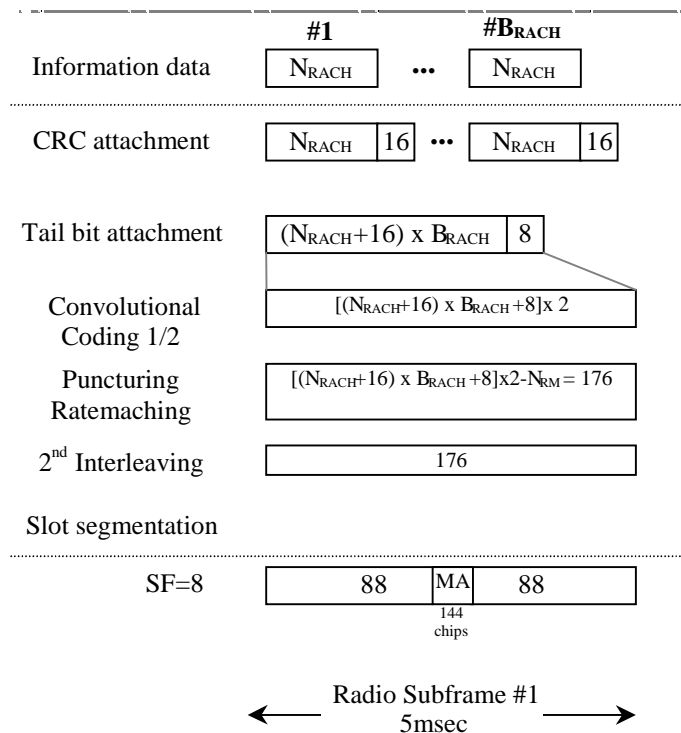 #1 #BRACH
Information data NRACH ••• NRACH
CRC attachment NRACH 16 ••• NRACH 16
Tail bit attachment (NRACH+16) x BRACH 8
Convolutional Coding 1/2 [(NRACH+16) x BRACH+8]x 2
Puncturing Ratemaching [(NRACH+16) x BRACH+8]x2-NRM = 176
2nd Interleaving 176
Slot segmentation
SF=8 88 MA 88
144
chips
Radio Subframe #1
5msec